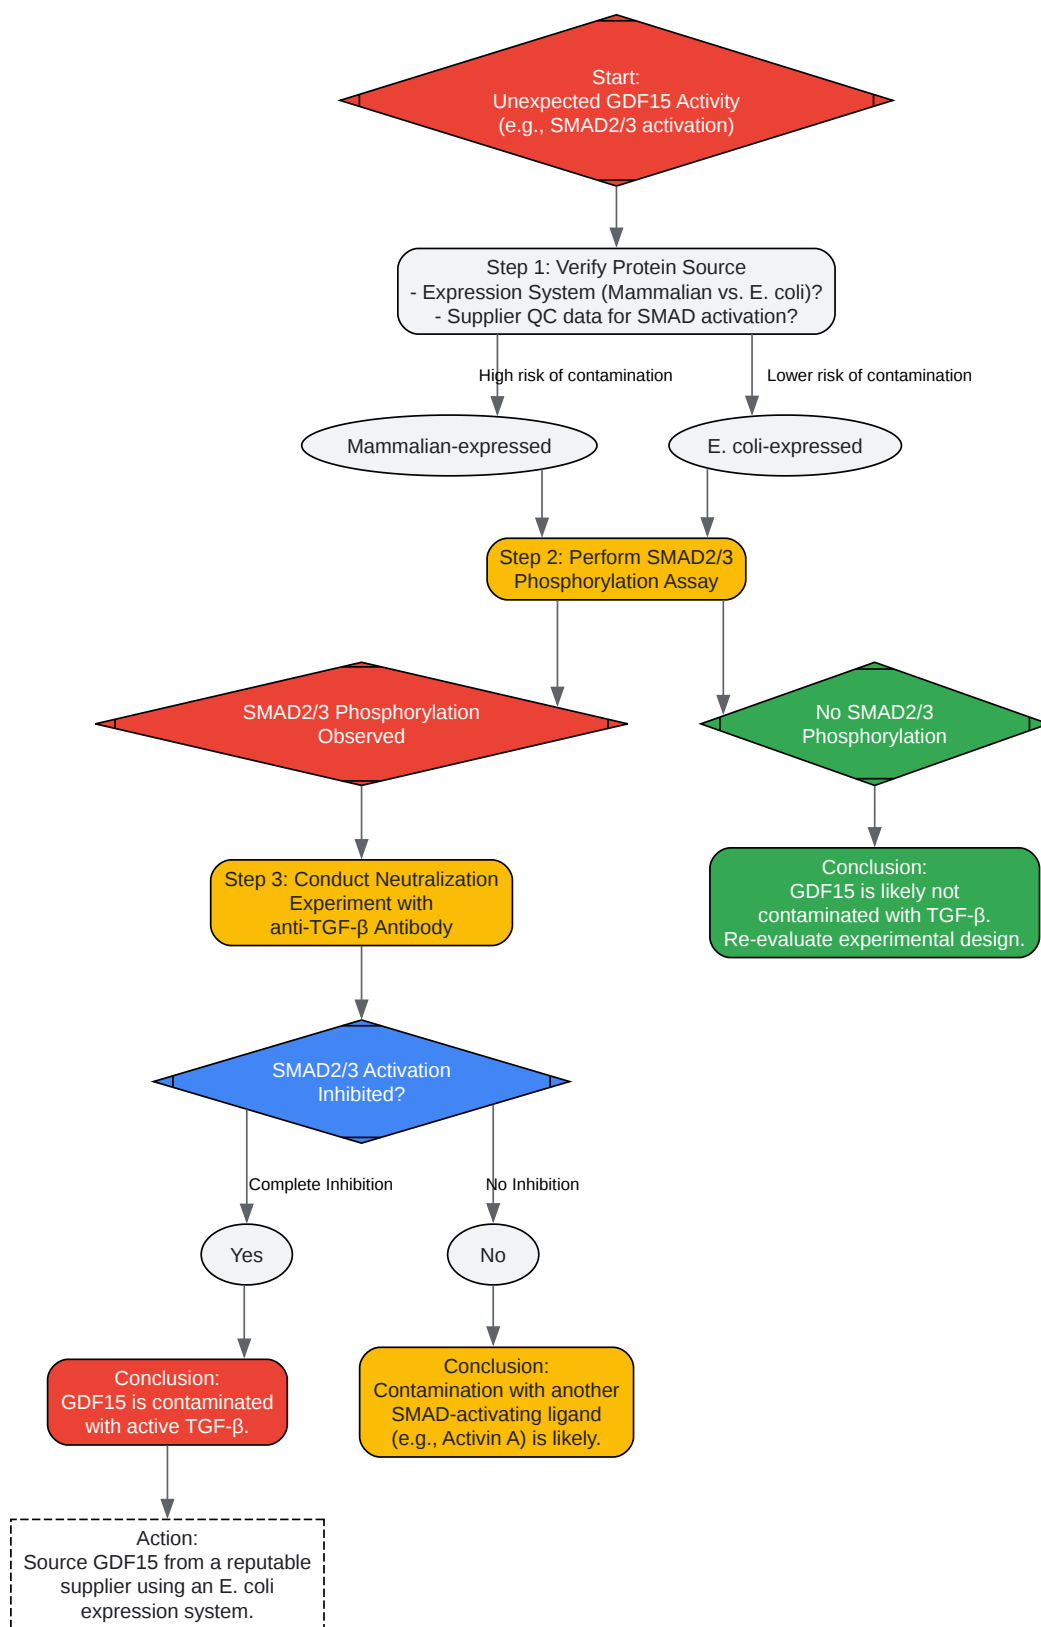 Start:
Unexpected GDF15 Activity
(e.g., SMAD2/3 activation)
Step 1: Verify Protein Source
- Expression System (Mammalian vs. E. coli)?
- Supplier QC data for SMAD activation?
High risk of contamination
Lower risk of contamination
Mammalian-expressed
E. coli-expressed
Step 2: Perform SMAD2/3
Phosphorylation Assay
SMAD2/3 Phosphorylation
Observed
No SMAD2/3
Phosphorylation
Step 3: Conduct Neutralization
Experiment with
anti-TGF-β Antibody
Conclusion:
GDF15 is likely not
contaminated with TGF-β.
Re-evaluate experimental design.
SMAD2/3 Activation
Inhibited?
Complete Inhibition
No Inhibition
Yes
No
Conclusion:
GDF15 is contaminated
with active TGF-β.
Conclusion:
Contamination with another
SMAD-activating ligand
(e.g., Activin A) is likely.
Action:
Source GDF15 from a reputable
supplier using an E. coli
expression system.